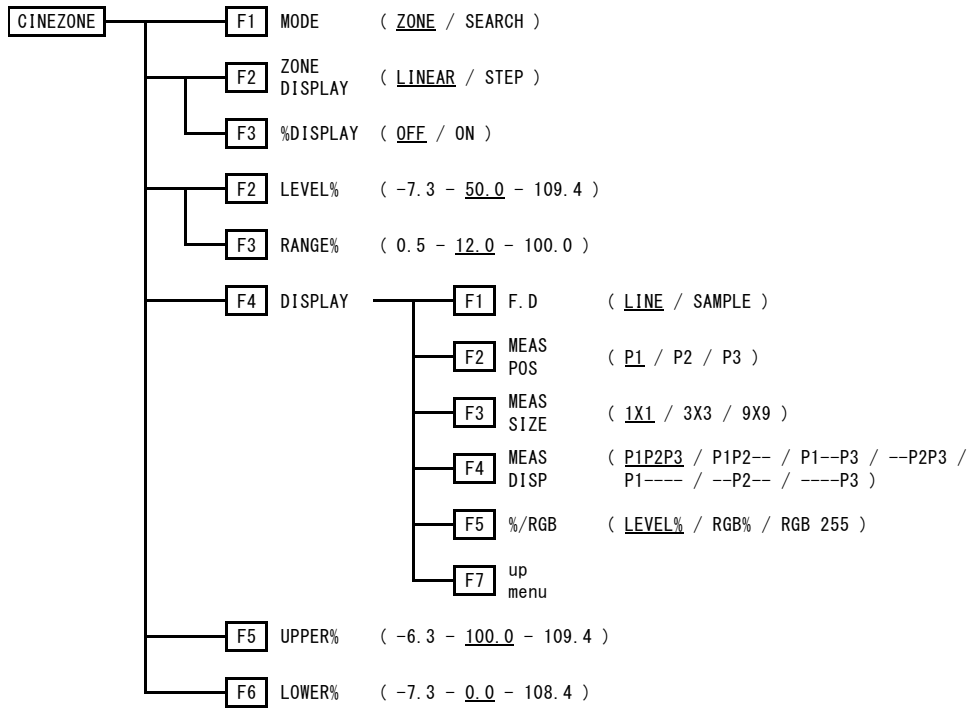 CINEZONE F1 MODE ( ZONE / SEARCH )
F2 ZONE DISPLAY ( LINEAR / STEP )
F3 %DISPLAY ( OFF / ON )
F2 LEVEL% ( -7.3 - 50.0 - 109.4 )
F3 RANGE% ( 0.5 - 12.0 - 100.0 )
F4 DISPLAY F1 F.D ( LINE / SAMPLE )
F2 MEAS POS ( P1 / P2 / P3 )
F3 MEAS SIZE ( 1X1 / 3X3 / 9X9 )
F4 MEAS DISP ( P1P2P3 / P1P2-- / P1--P3 / --P2P3 /
P1---- / --P2-- / ----P3 )
F5 %/RGB ( LEVEL% / RGB% / RGB 255 )
F7 up menu
F5 UPPER% ( -6.3 - 100.0 - 109.4 )
F6 LOWER% ( -7.3 - 0.0 - 108.4 )